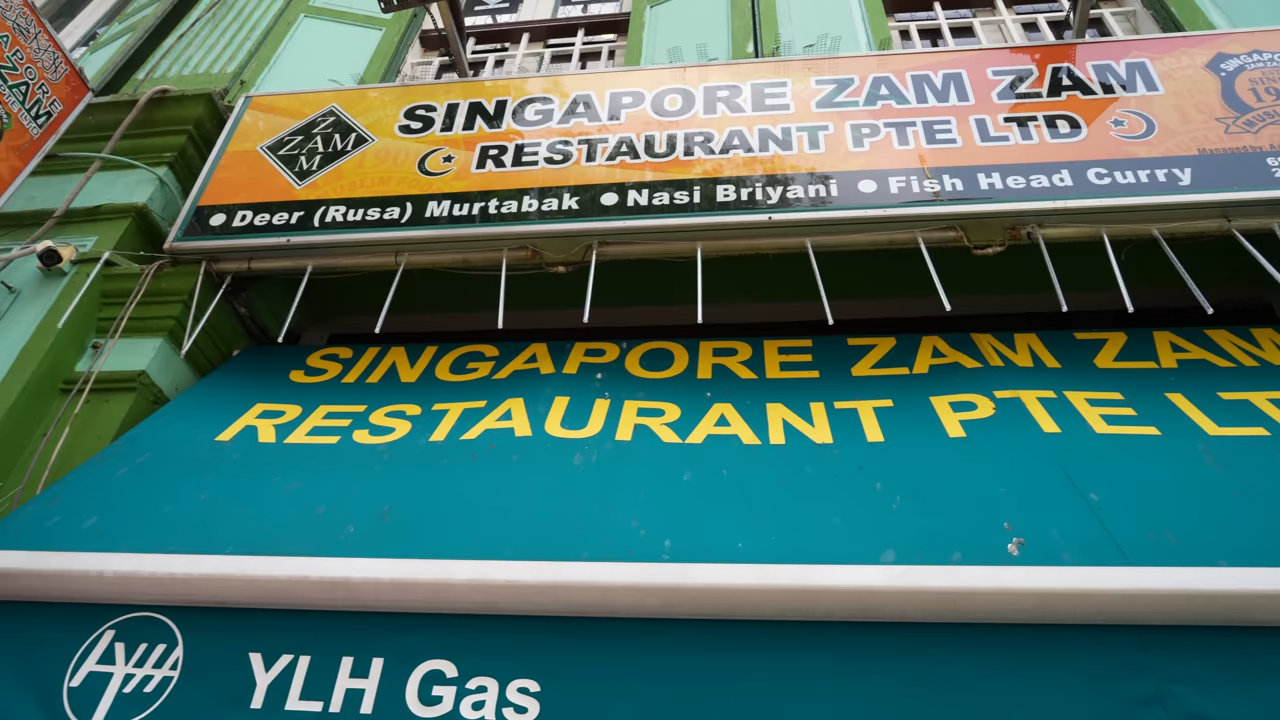 SINGAPORE ZAM ZAM
RESTAURANT PTE LTD
ZAM
ZAM
• Deer (Rusa) Murtabak • Nasi Briyani • Fish Head Curry
SINGAPORE ZAM ZAM
RESTAURANT PTE
YLH Gas